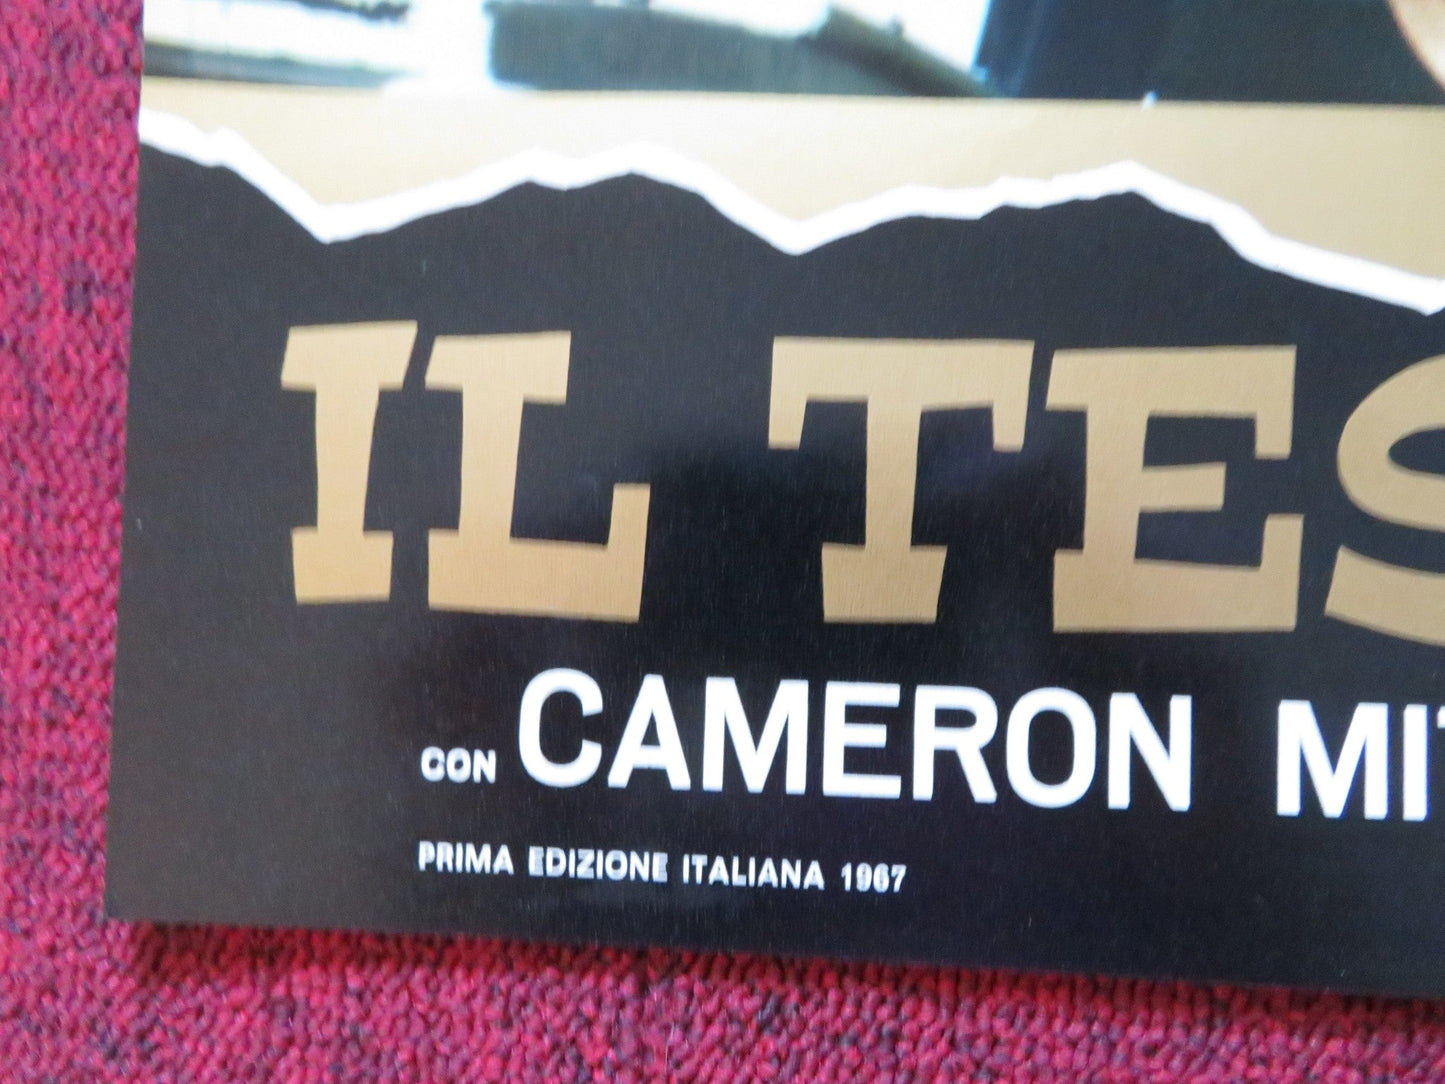 IL TES
CON CAMERON MIT
PRIMA EDIZIONE ITALIANA 1967